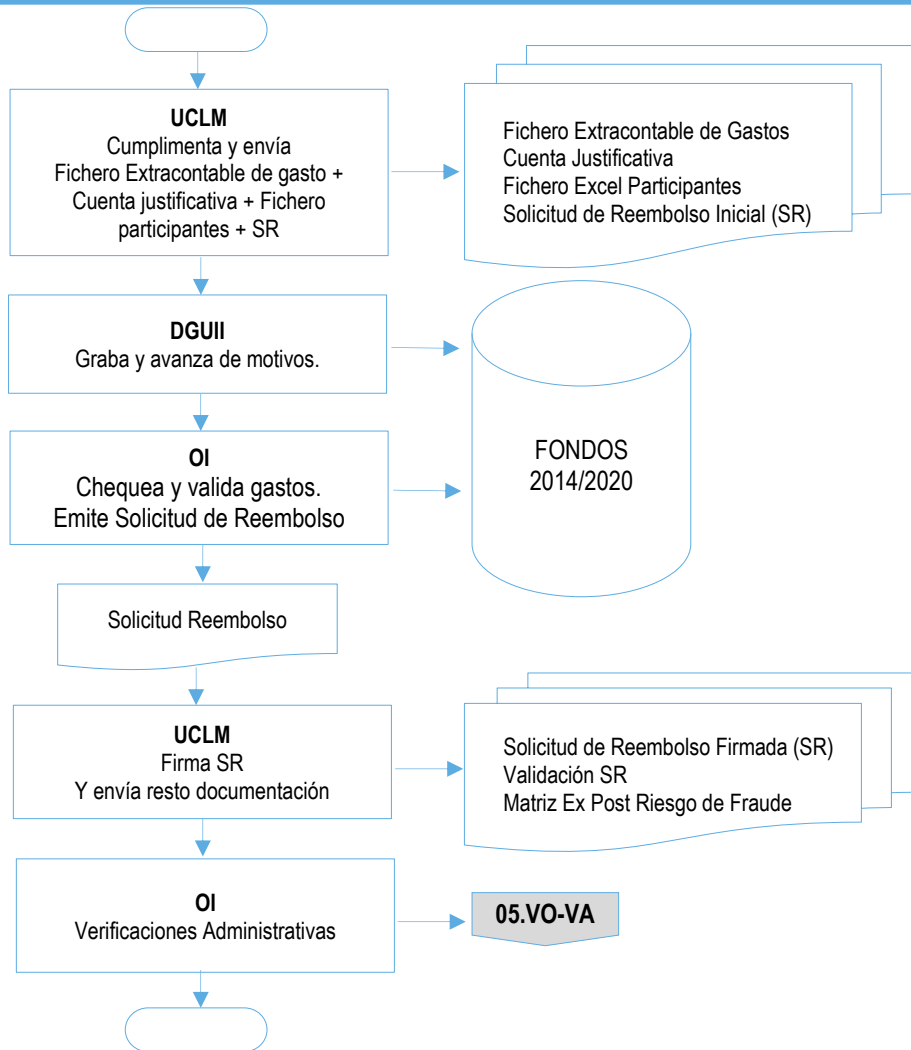 UCLM
Cumplimenta y envía
Fichero Extracontable de gasto +
Cuenta justificativa + Fichero
participantes + SR
Fichero Extracontable de Gastos
Cuenta Justificativa
Fichero Excel Participantes
Solicitud de Reembolso Inicial (SR)
DGUII
Graba y avanza de motivos.
OI
Chequea y valida gastos.
Emite Solicitud de Reembolso
FONDOS
2014/2020
Solicitud Reembolso
UCLM
Firma SR
Y envía resto documentación
Solicitud de Reembolso Firmada (SR)
Validación SR
Matriz Ex Post Riesgo de Fraude
OI
Verificaciones Administrativas
05.VO-VA